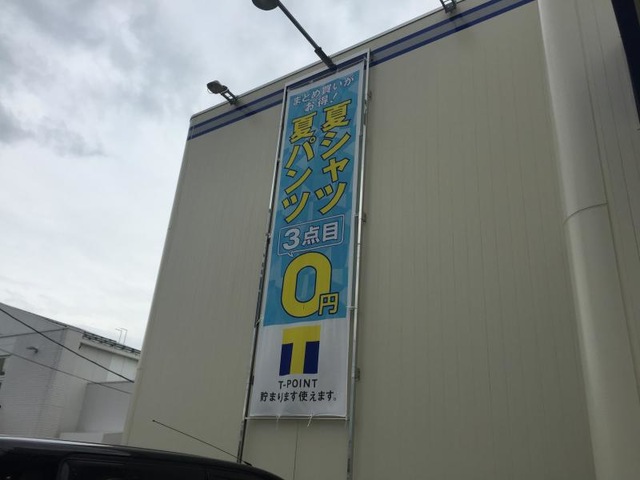 まとめ買いが
お得!
夏シャツ
夏パンツ
3点目
0円
T
T-POINT
貯まります使えます。